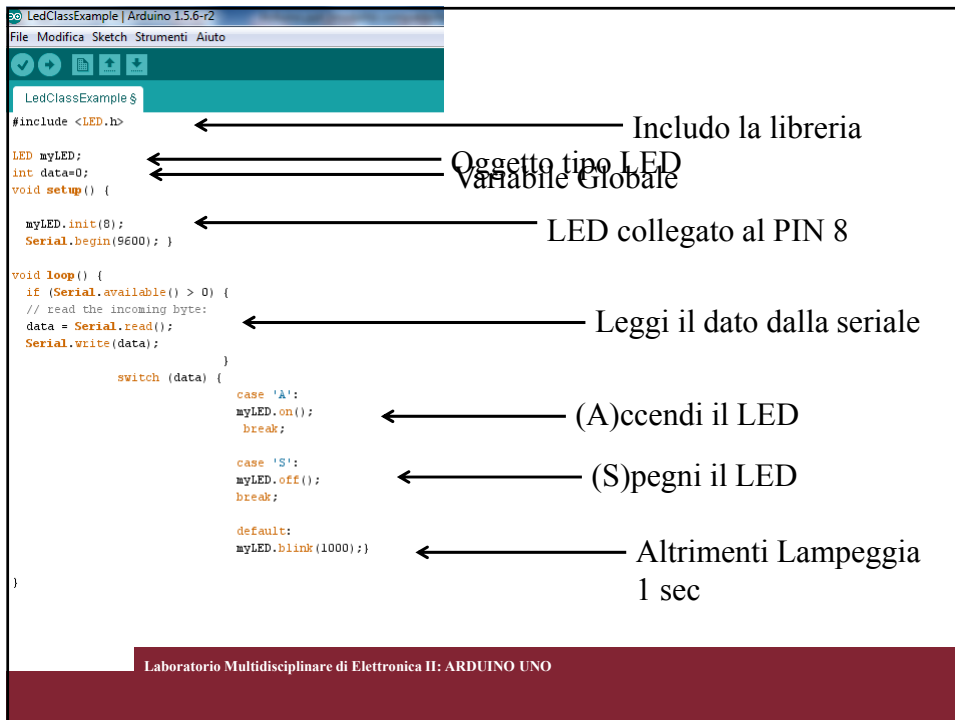 LedClassExample | Arduino 1.5.6-r2
File Modifica Sketch Strumenti Aiuto
LedClassExample §
#include <LED.h>
Includo la libreria
LED myLED;
Oggetto tipo LED
int data=0;
Variabile Globale
void setup() {
myLED.init(8);
LED collegato al PIN 8
Serial.begin(9600); }
void loop() {
if (Serial.available() > 0) {
// read the incoming byte:
data = Serial.read();
Leggi il dato dalla seriale
Serial.write(data);
}
switch (data) {
case 'A':
myLED.on();
(A)ccendi il LED
break;
case 'S':
myLED.off();
(S)pegni il LED
break;
default:
myLED.blink(1000);}
Altrimenti Lampeggia
1 sec
}
Laboratorio Multidisciplinare di Elettronica II: ARDUINO UNO